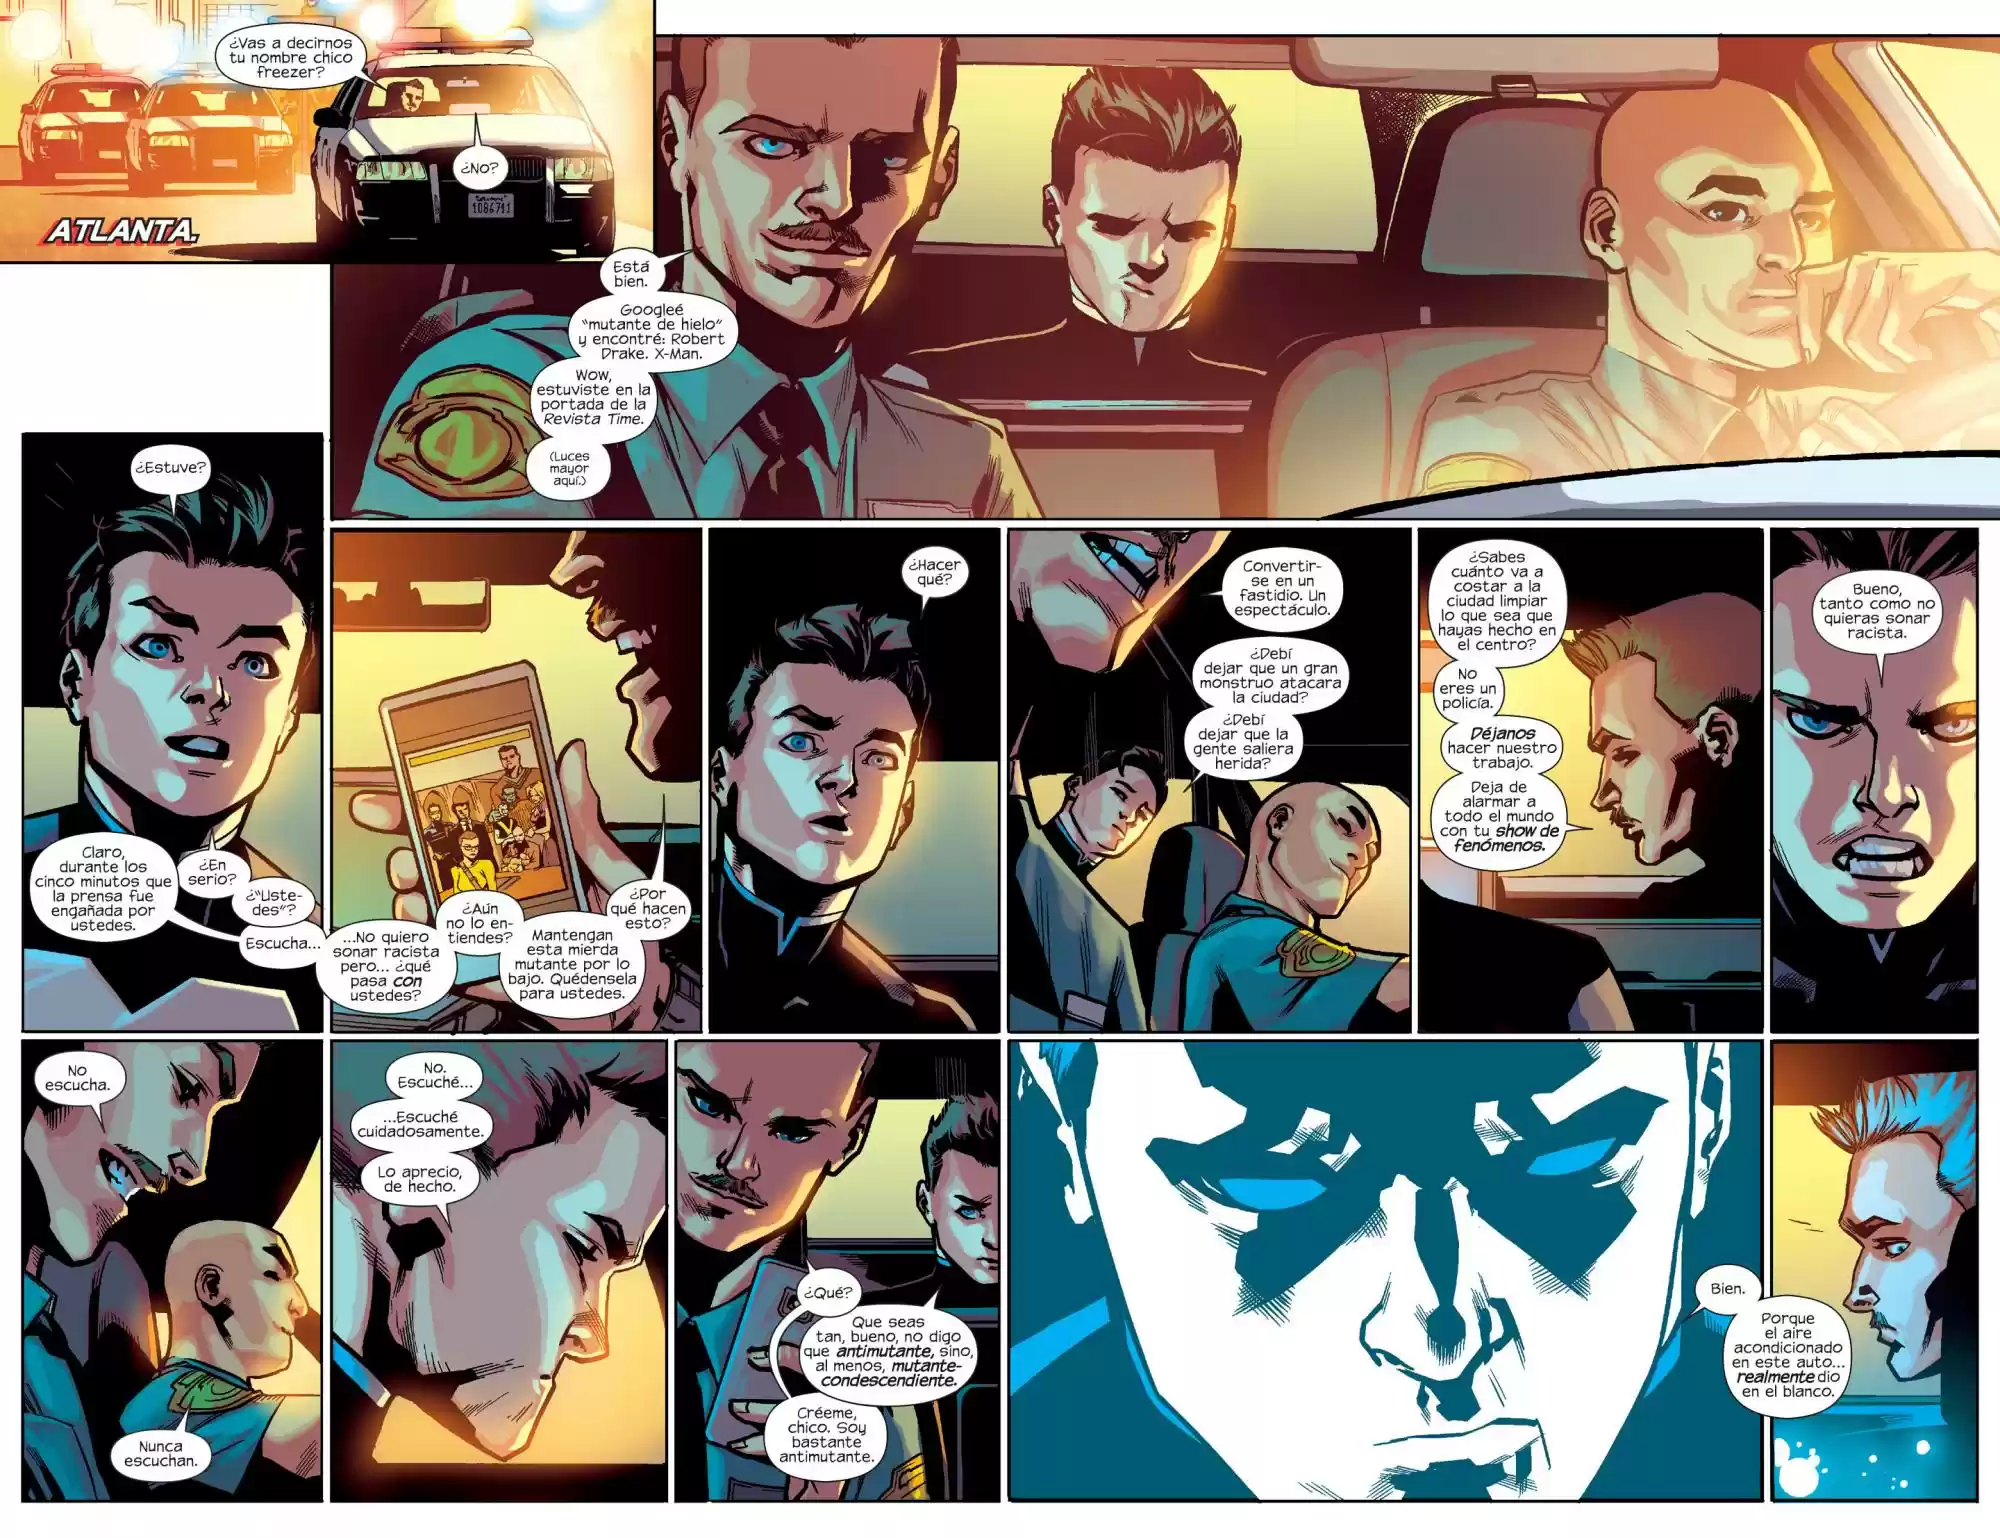 ¿Vas a decirnos
tu nombre chico
freezer?
¿No?
1086741
ATLANTA.
Está
bien.
Googleé
"mutante de hielo"
y encontré: Robert
Drake. X-Man.
Wow,
estuviste en la
portada de la
Revista Time.
(Luces
mayor
aquí.)
¿Estuve?
Claro,
durante los
cinco minutos que
la prensa fue
engañada por
ustedes.
¿En
serio?
¿"Uste-
des"?
Escucha...
...No quiero
sonar racista
pero... ¿qué
pasa con
ustedes?
¿Aún
no lo en-
tiendes?
Mantengan
esta mierda
mutante por lo
bajo. Quédensela
para ustedes.
¿Por
qué hacen
esto?
¿Hacer
qué?
Convertir-
se en un
fastidio. Un
espectáculo.
¿Debí
dejar que un gran
monstruo atacara
la ciudad?
¿Debí
dejar que la
gente saliera
herida?
¿Sabes
cuánto va a
costar a la
ciudad limpiar
lo que sea que
hayas hecho en
el centro?
No
eres un
policía.
Déjanos
hacer nuestro
trabajo.
Deja de
alarmar a
todo el mundo
con tu show de
fenómenos.
Bueno,
tanto como no
quieras sonar
racista.
No
escucha.
Nunca
escuchan.
No.
Escuché...
...Escuché
cuidadosamente.
Lo aprecio,
de hecho.
¿Qué?
Que seas
tan, bueno, no digo
que antimutante, sino,
al menos, mutante-
condescendiente.
Créeme,
chico. Soy
bastante
antimutante.
Bien.
Porque
el aire
acondicionado
en este auto...
realmente dio
en el blanco.